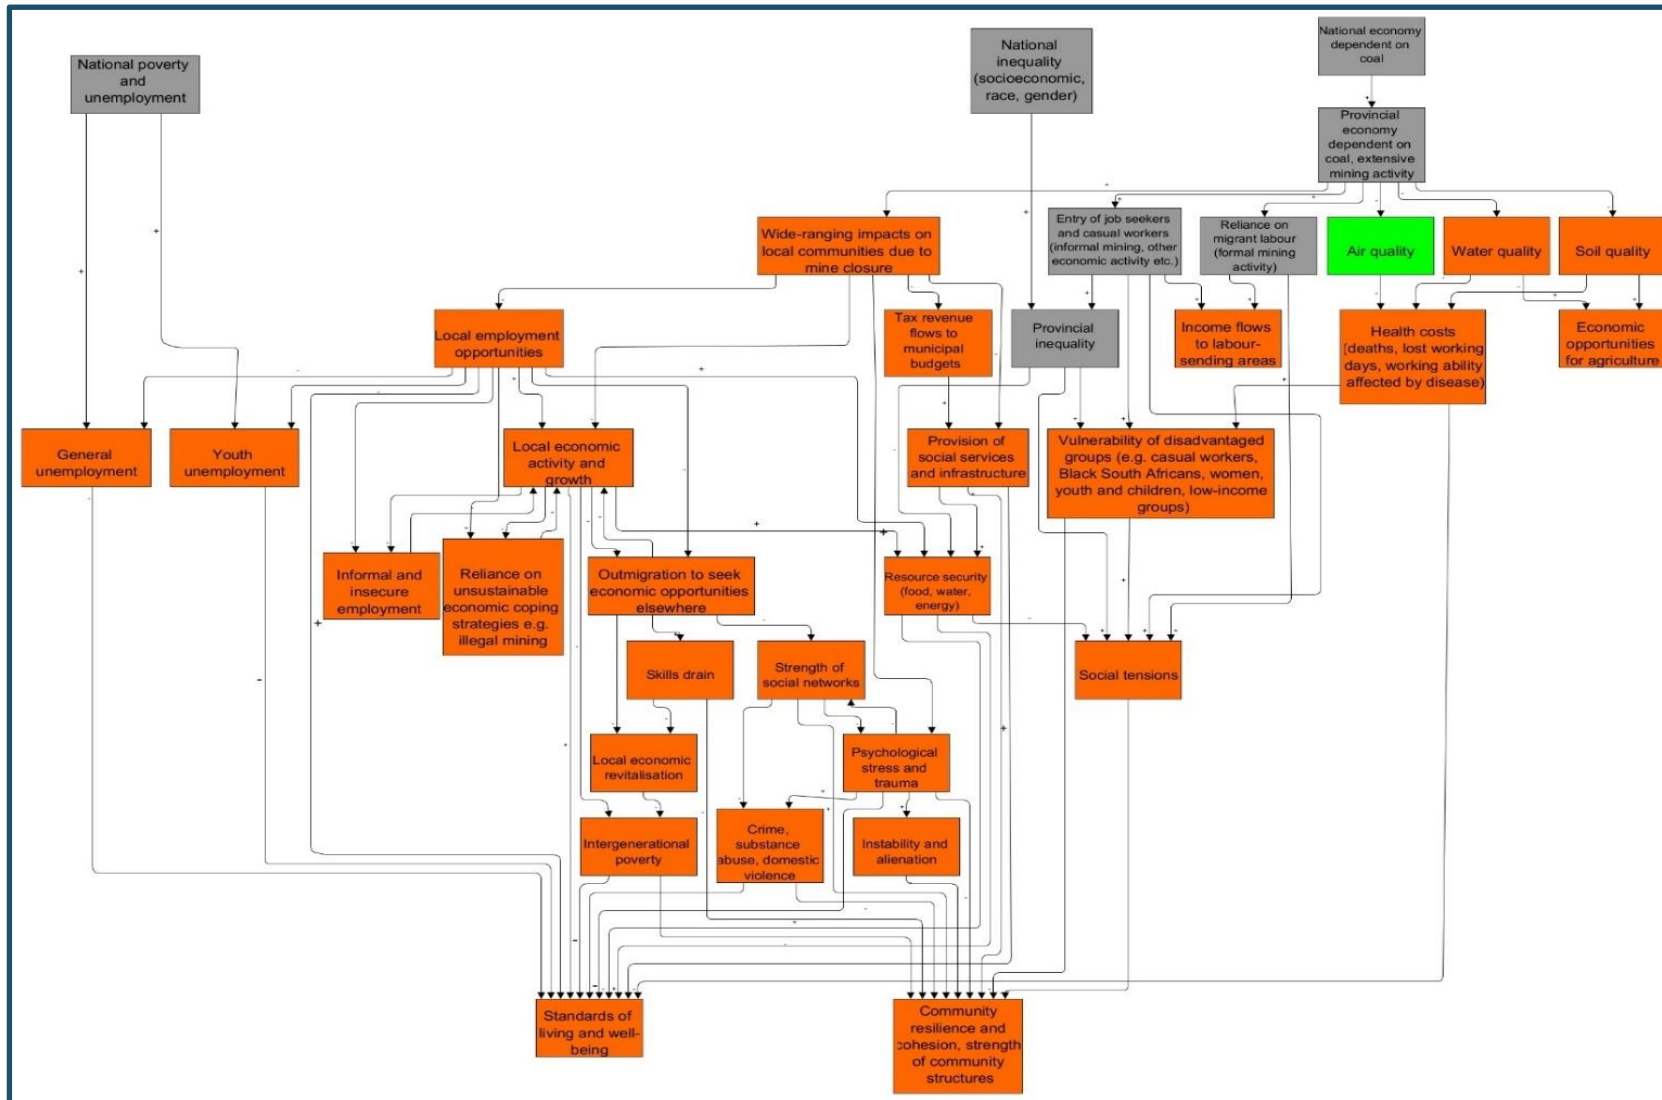 National economy
dependent on
coal
National
inequality
(socioeconomic,
race, gender)
National poverty
and
unemployment
Provincial
economy
dependent on
coal, extensive
mining activity
Wide-ranging impacts on
local communities due to
mine closure
Entry of job seekers
and casual workers
(informal mining, other
economic activity etc.)
Reliance on
migrant labour
(formal mining
activity)
Air quality
Water quality
Soil quality
Local employment
opportunities
Tax revenue
flows to
municipal
budgets
Provincial
inequality
Income flows
to labour-
sending areas
Health costs
(deaths, lost working
days, working ability
affected by disease)
Economic
opportunities
for agriculture
General
unemployment
Youth
unemployment
Local economic
activity and
growth
Provision of
social services
and infrastructure
Vulnerability of disadvantaged
groups (e.g. casual workers,
Black South Africans, women,
youth and children, low-income
groups)
Informal and
insecure
employment
Reliance on
unsustainable
economic coping
strategies e.g.
illegal mining
Outmigration to seek
economic opportunities
elsewhere
Resource security
(food, water,
energy)
Skills drain
Strength of
social networks
Social tensions
Local economic
revitalisation
Psychological
stress and
trauma
Intergenerational
poverty
Crime,
substance
abuse, domestic
violence
Instability and
alienation
Standards of
living and well-
being
Community
resilience and
cohesion, strength
of community
structures